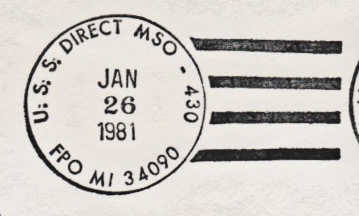 U.S.S. DIRECT MSO - 430
JAN
26
1981
FPO MI 34090